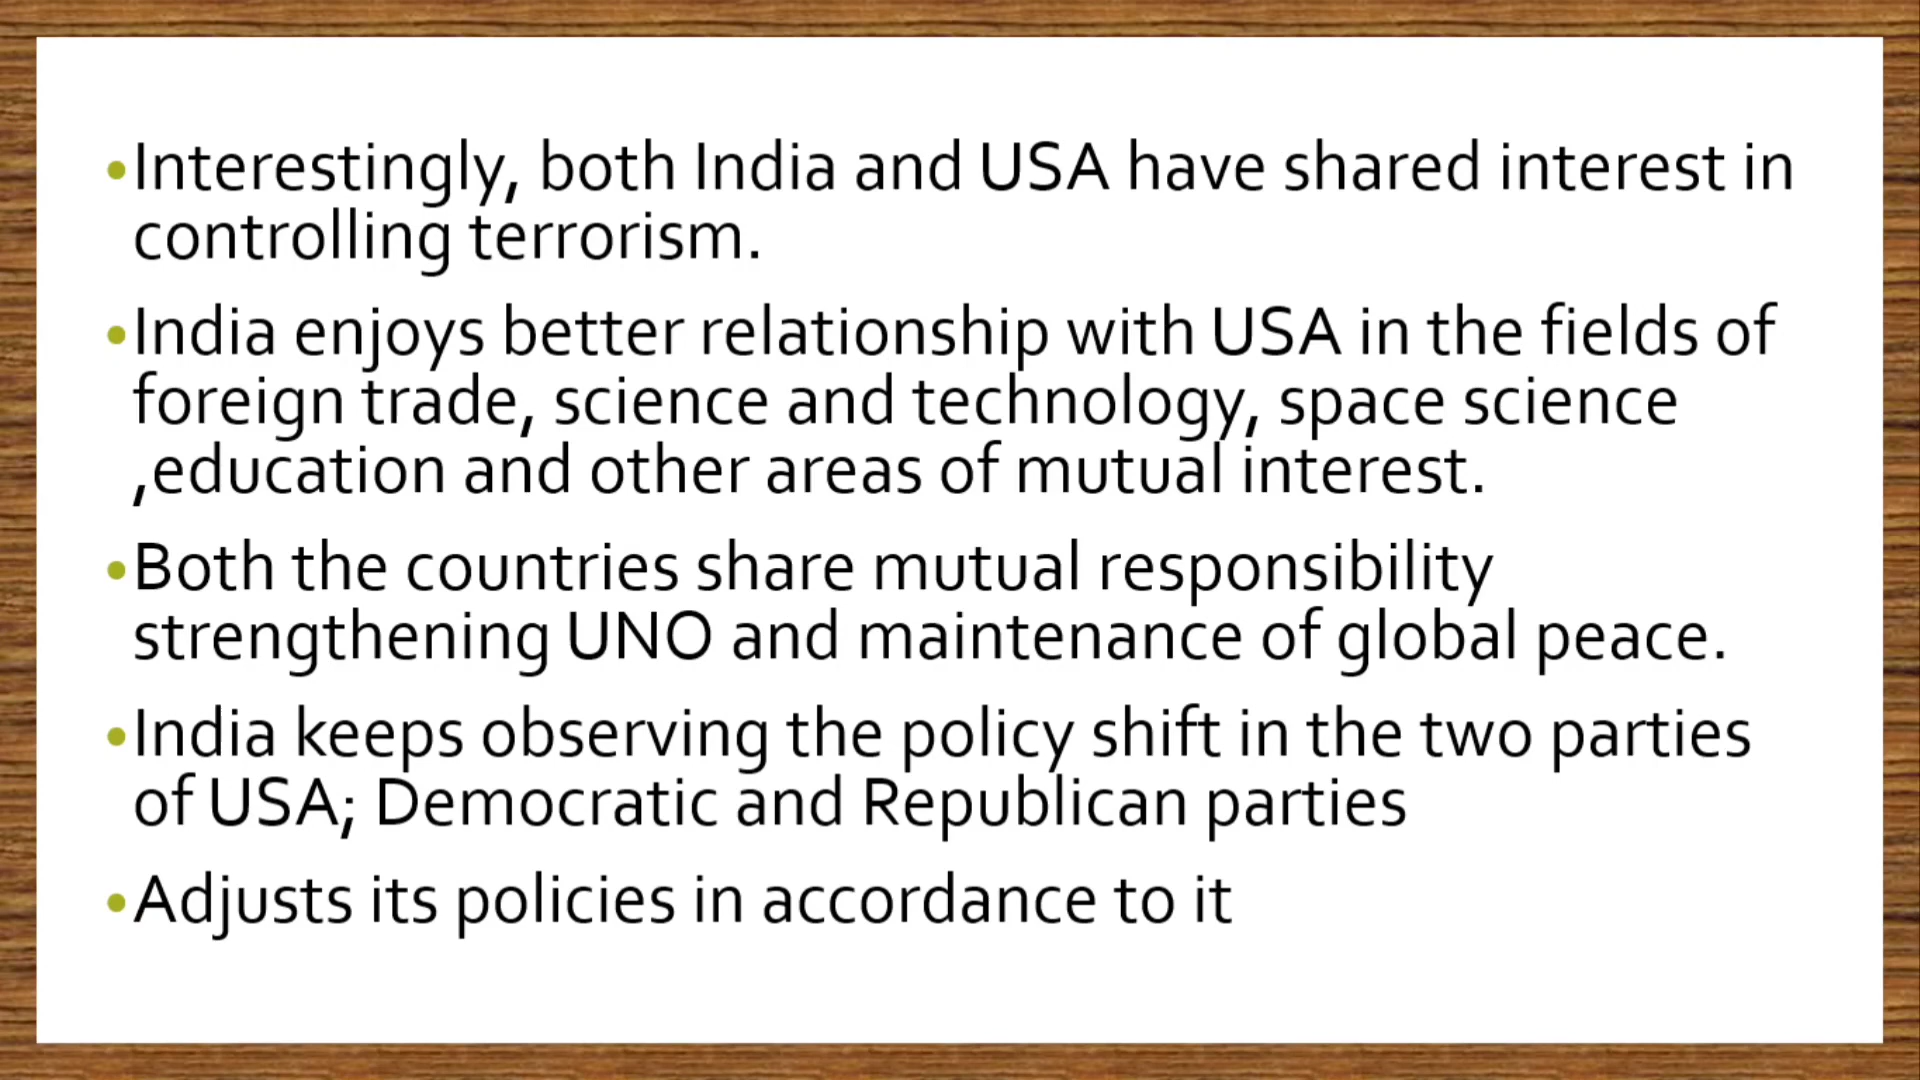 •Interestingly, both India and USA have shared interest in
controlling terrorism.
•India enjoys better relationship with USA in the fields of
foreign trade, science and technology, space science
,education and other areas of mutual interest.
•Both the countries share mutual responsibility
strengthening UNO and maintenance of global peace.
•India keeps observing the policy shift in the two parties
of USA; Democratic and Republican parties
•Adjusts its policies in accordance to it